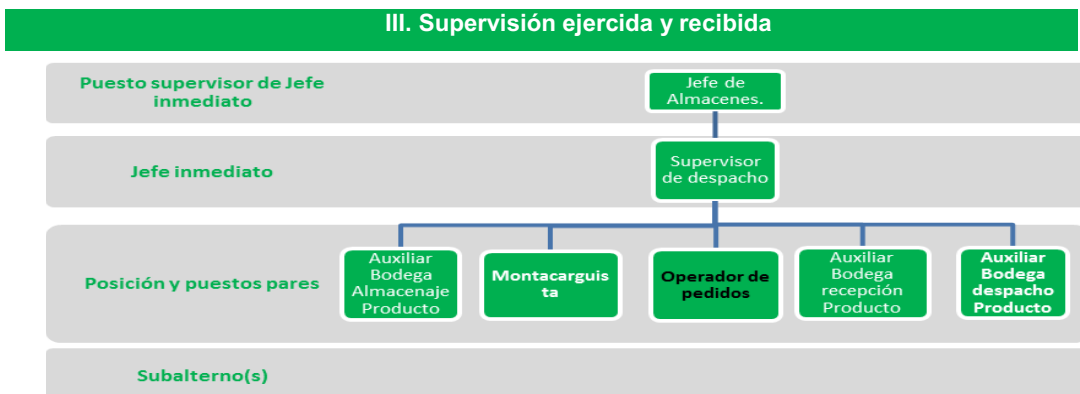 III. Supervisión ejercida y recibida
Puesto supervisor de Jefe
inmediato
Jefe de
Almacenes.
Jefe inmediato
Supervisor
de despacho
Posición y puestos pares
Auxiliar
Bodega
Almacenaje
Producto
Montacarguis
ta
Operador de
pedidos
Auxiliar
Bodega
recepción
Producto
Auxiliar
Bodega
despacho
Producto
Subalterno(s)